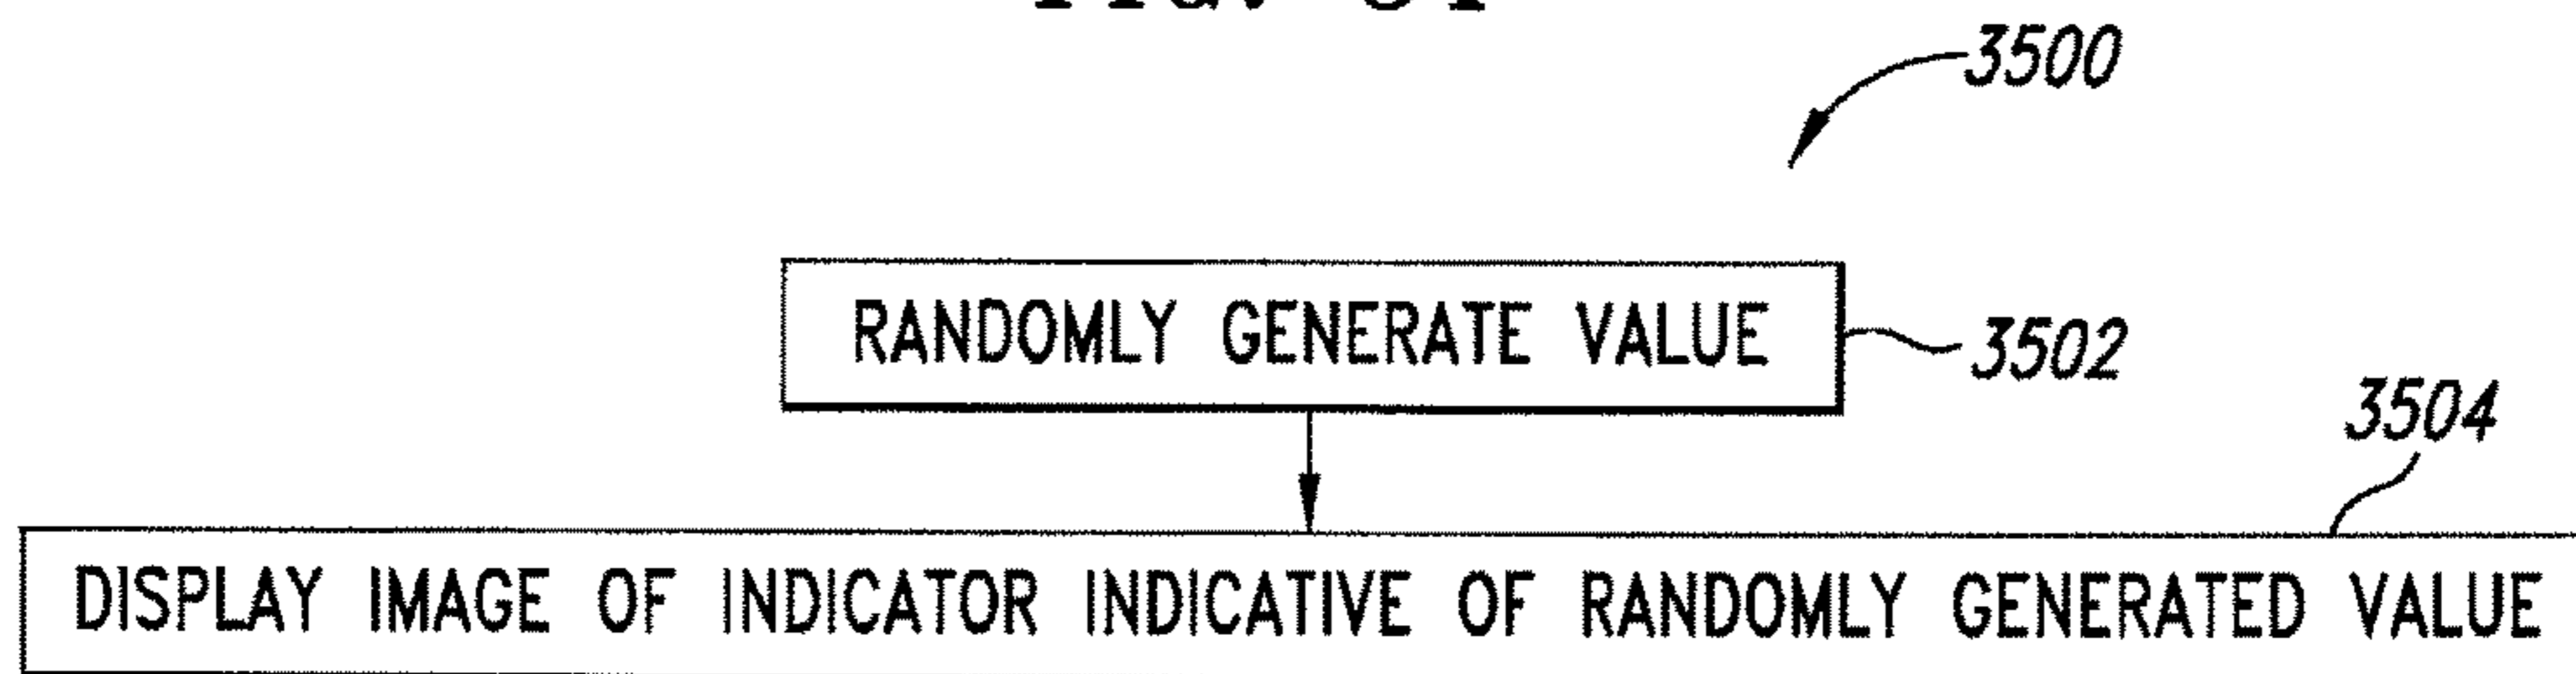 3500
RANDOMLY GENERATE VALUE
3502
3504
DISPLAY IMAGE OF INDICATOR INDICATIVE OF RANDOMLY GENERATED VALUE